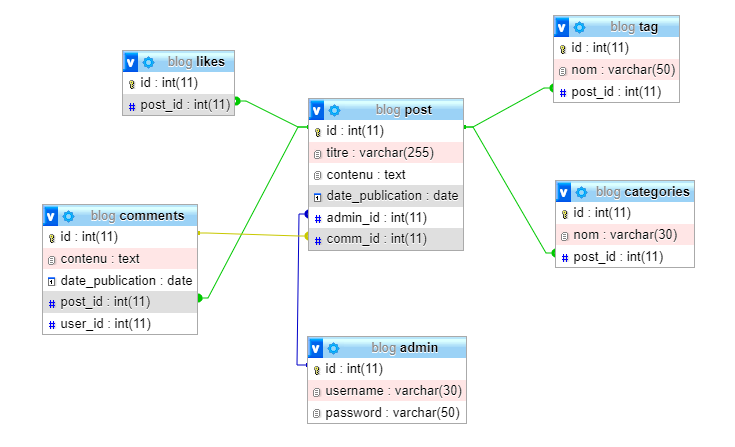 v blog likes
id : int(11)
# post_id : int(11)
v blog post
id : int(11)
titre : varchar(255)
contenu : text
date_publication : date
# admin_id : int(11)
# comm_id : int(11)
v blog tag
id : int(11)
nom : varchar(50)
# post_id : int(11)
v blog categories
id : int(11)
nom : varchar(30)
# post_id : int(11)
v blog comments
id : int(11)
contenu : text
date_publication : date
# post_id : int(11)
# user_id : int(11)
v blog admin
id : int(11)
username : varchar(30)
password : varchar(50)